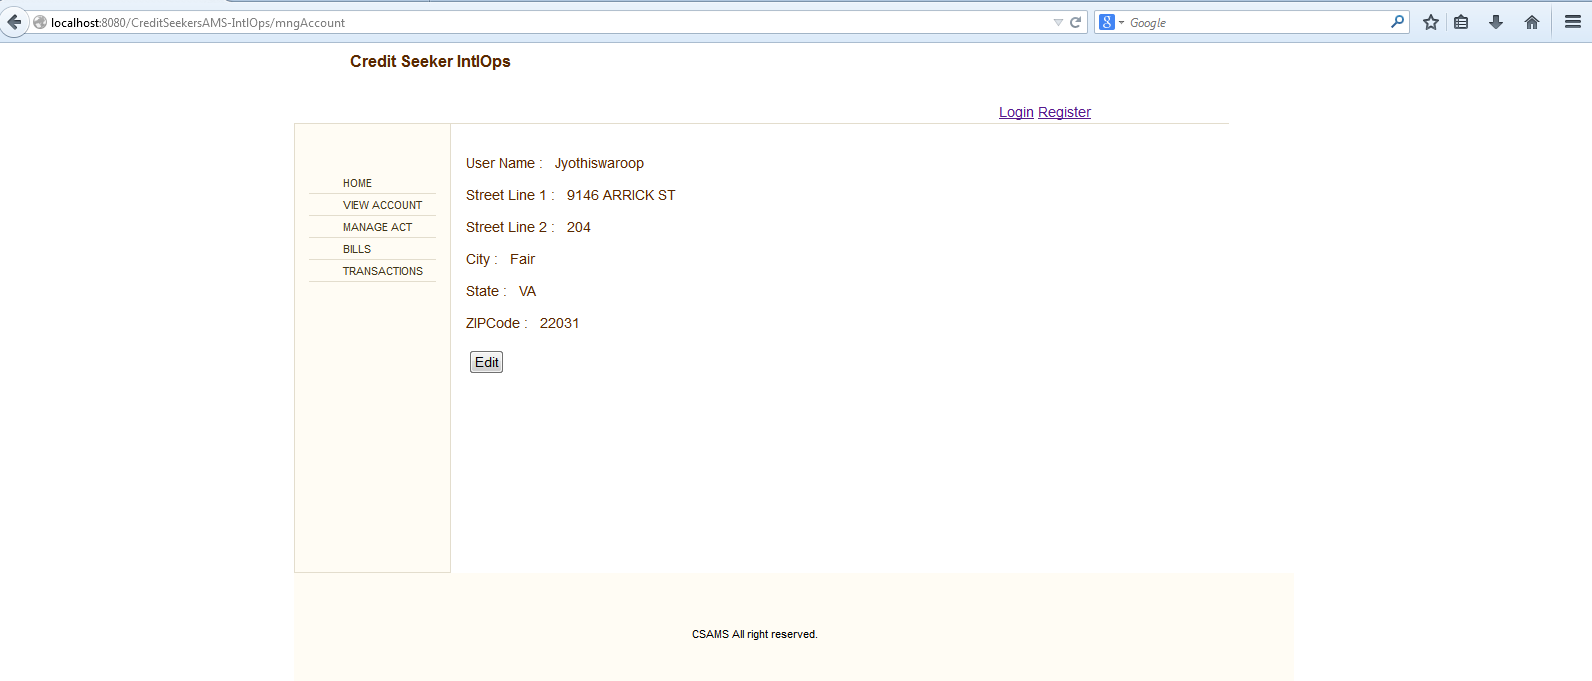 localhost:8080/CreditSeekersAMS-IntlOps/mngAccount
8 Google
Credit Seeker IntlOps
Login Register
HOME
VIEW ACCOUNT
MANAGE ACT
BILLS
TRANSACTIONS
User Name : Jyothiswaroop
Street Line 1 : 9146 ARRICK ST
Street Line 2 : 204
City : Fair
State : VA
ZIPCode : 22031
Edit
CSAMS All right reserved.